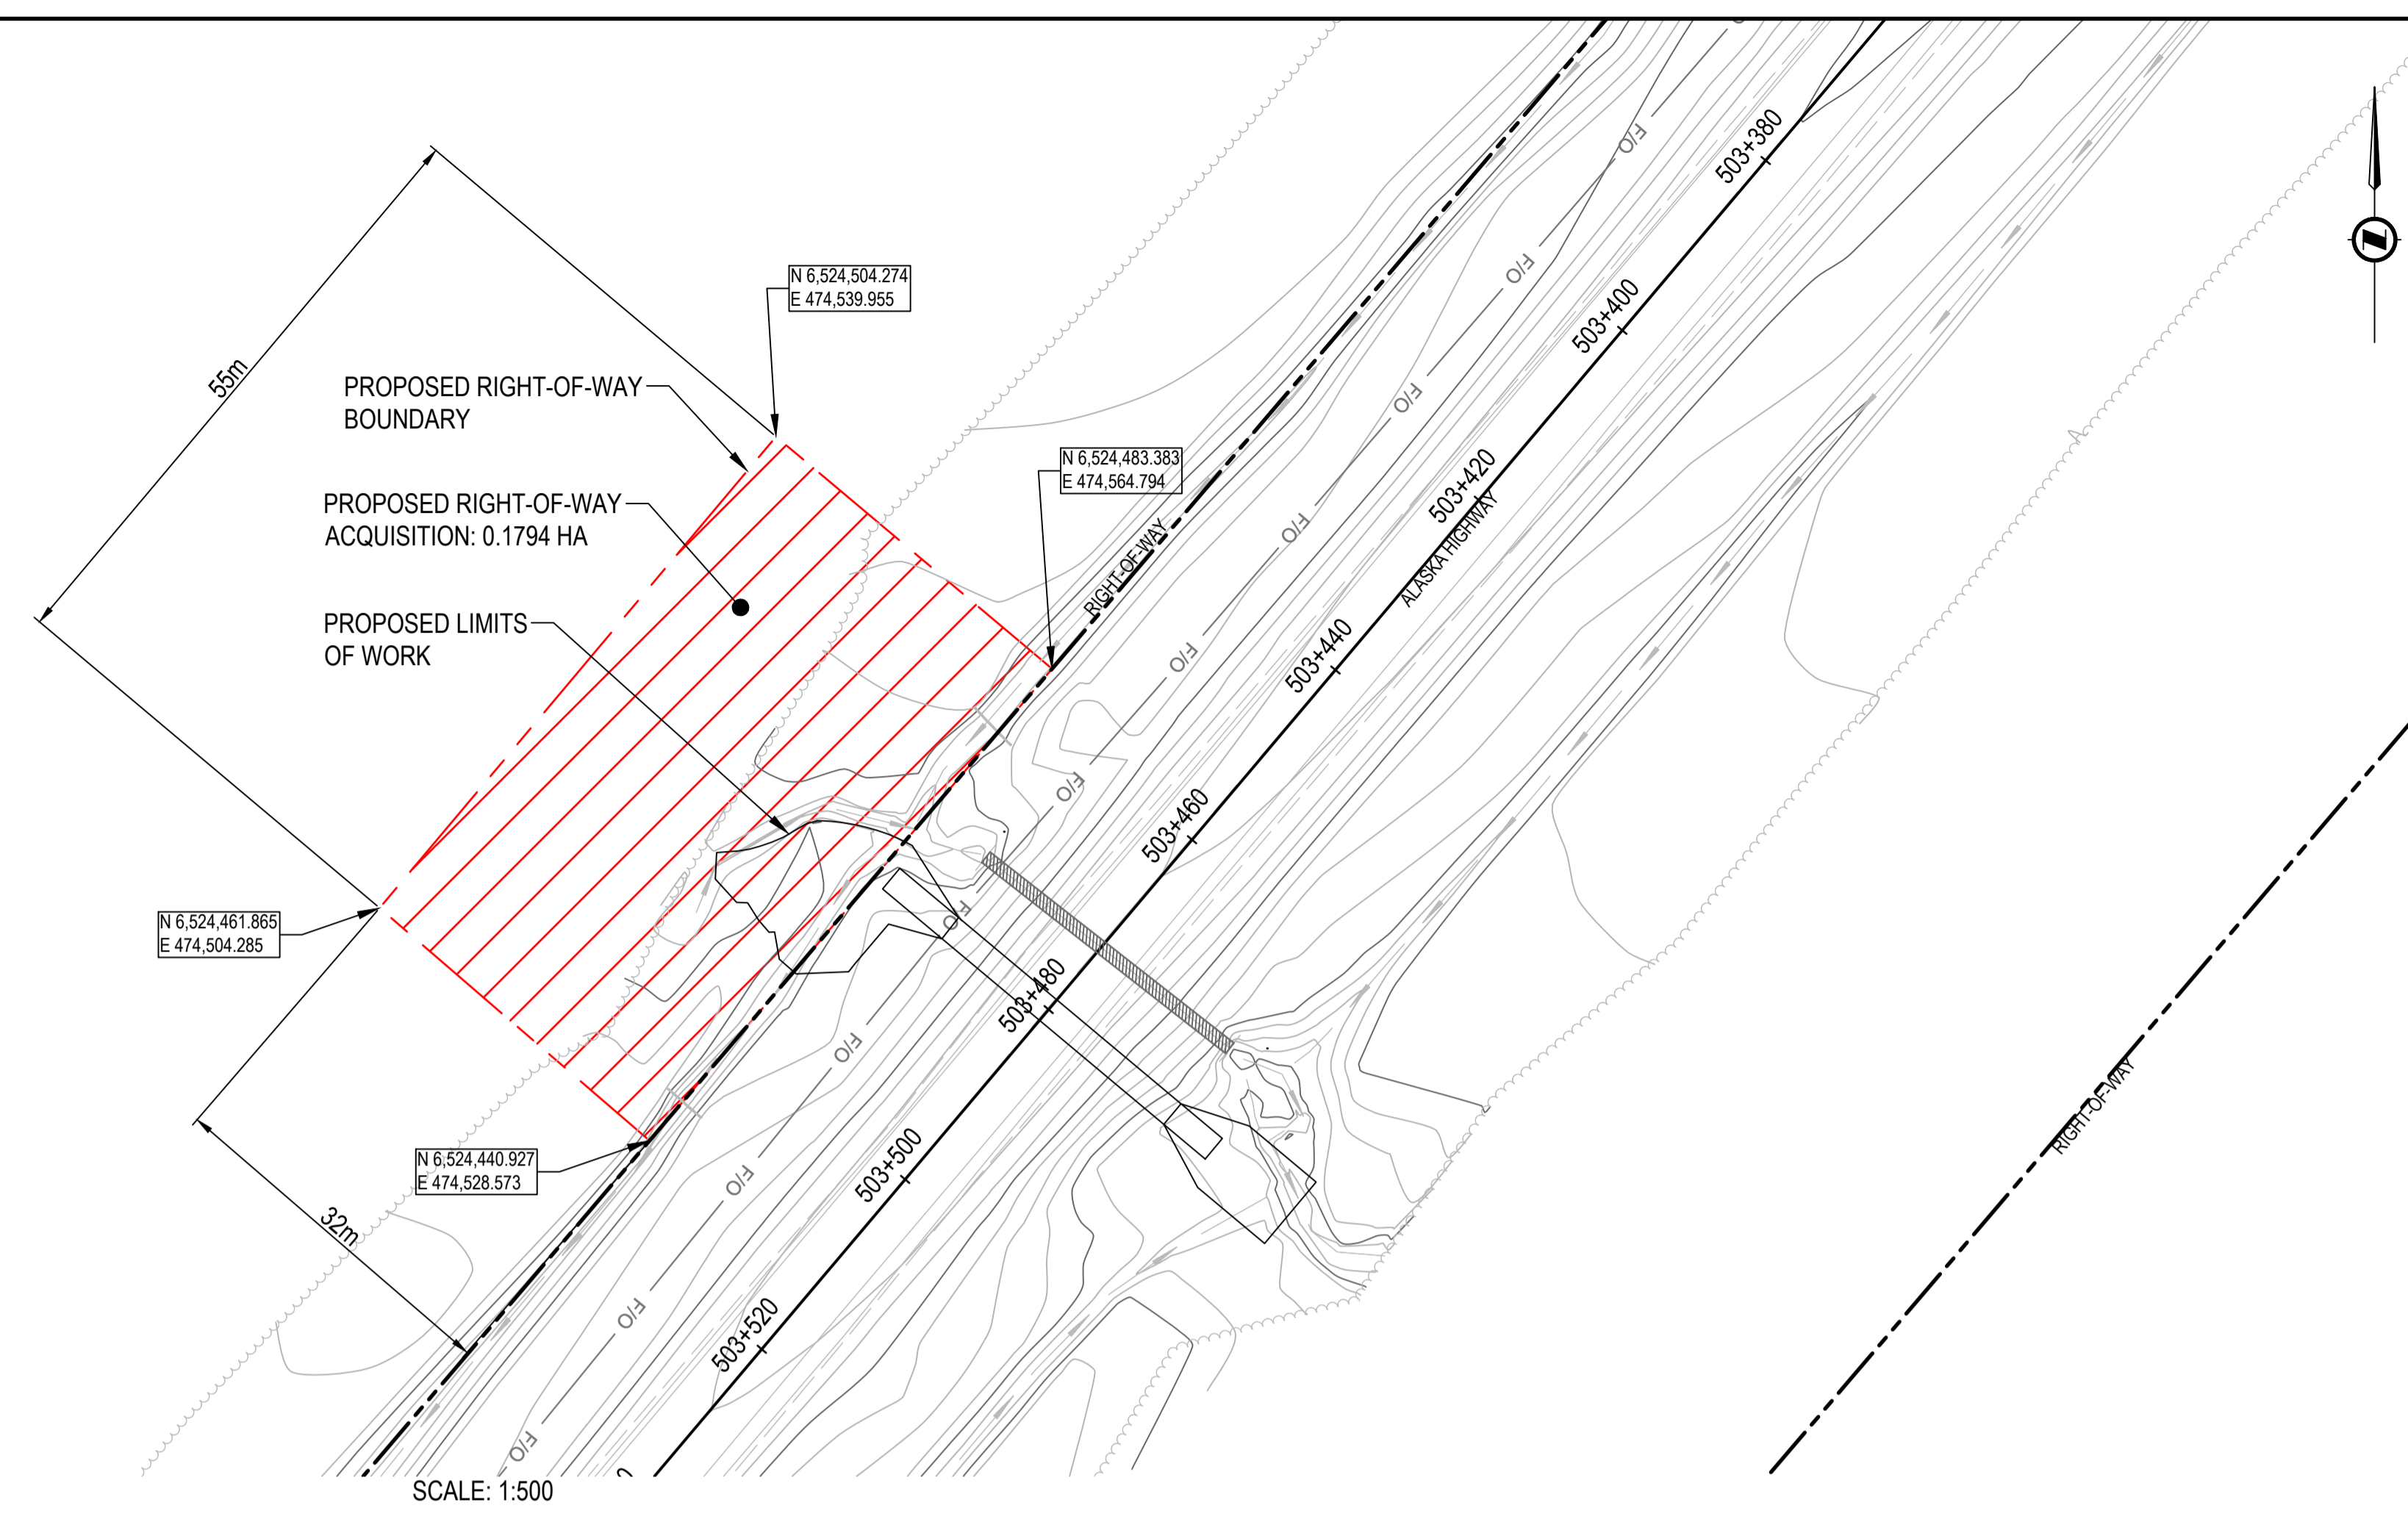 503+380
F/O
F/O
N 6,524,504.274
E 474,539.955
503+400
55m
PROPOSED RIGHT-OF-WAY
BOUNDARY
F/O
N 6,524,483.383
E 474,564.794
503+420
ALASKA HIGHWAY
PROPOSED RIGHT-OF-WAY
ACQUISITION: 0.1794 HA
F/O
RIGHT-OF-WAY
PROPOSED LIMITS
OF WORK
F/O
503+440
F/O
503+460
N 6,524,461.865
E 474,504.285
F/O
503+480
F/O
N 6,524,440.927
E 474,528.573
F/O
503+500
RIGHT-OF-WAY
32m
F/O
503+520
F/O
SCALE: 1:500